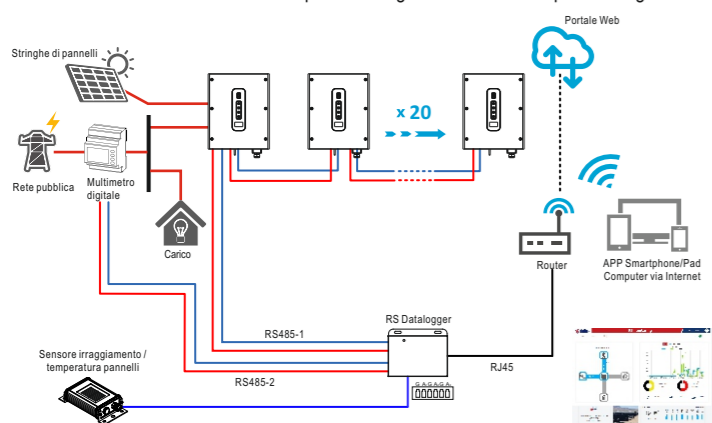 Portale Web
Stringhe di pannelli
x 20
Rete pubblica
Multimetro
digitale
Carico
Router
APP Smartphone/Pad
Computer via Internet
RS Datalogger
RS485-1
RJ45
Sensore irraggiamento /
temperatura pannelli
RS485-2
G A G A G A